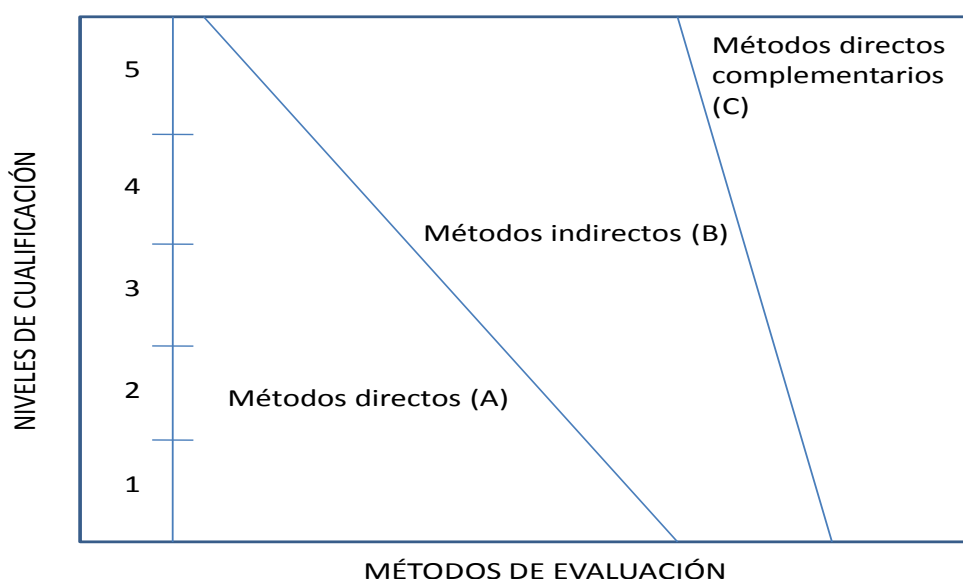 NIVELES DE CUALIFICACIÓN
5
4
3
2
1
Métodos directos
complementarios
(C)
Métodos indirectos (B)
Métodos directos (A)
MÉTODOS DE EVALUACIÓN